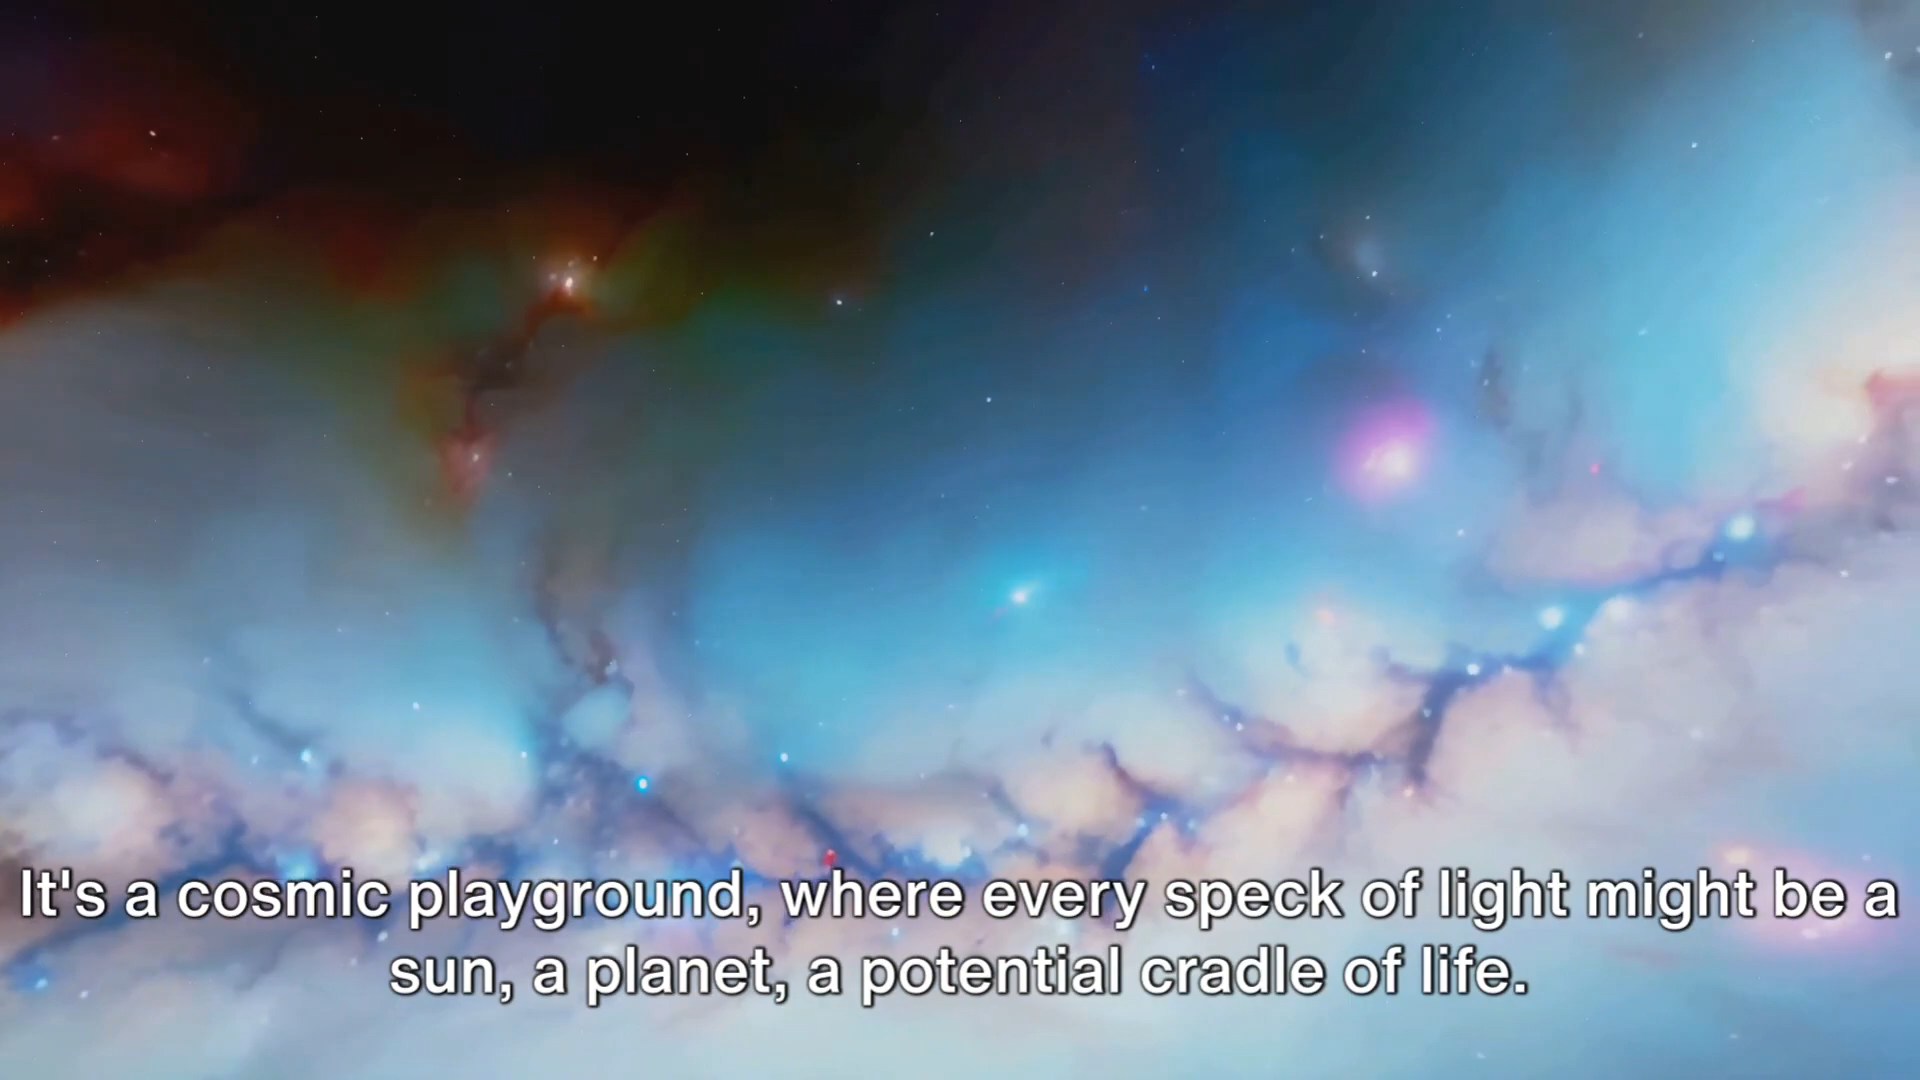 It's a cosmic playground, where every speck of light might be a
sun, a planet, a potential cradle of life.